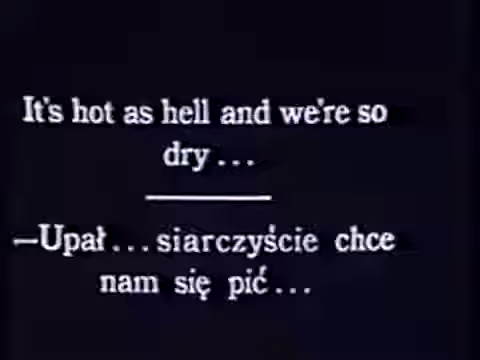 It's hot as hell and we're so
dry...
—Upał...siarczyście chce
nam się pić...